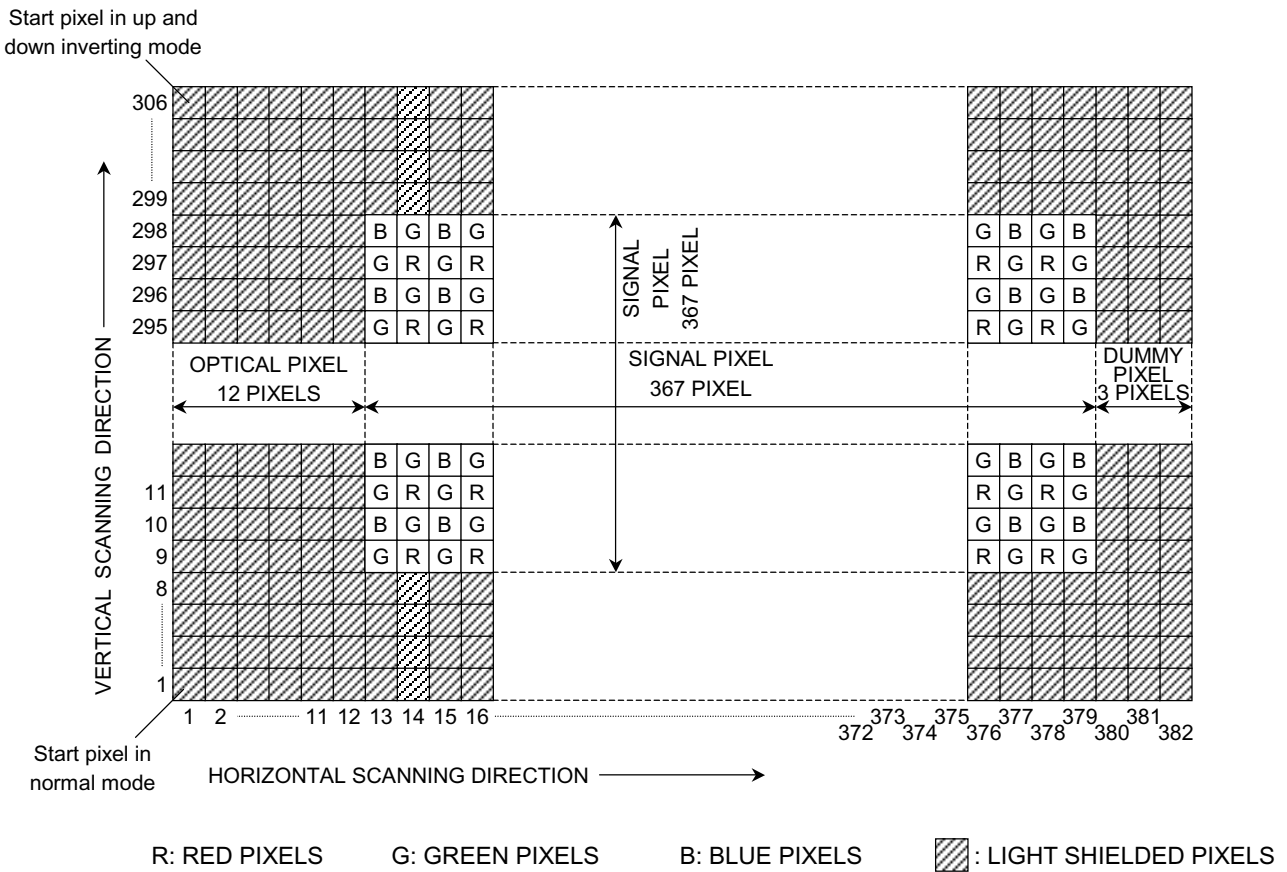 Start pixel in up and
down inverting mode
306
299
298
297
296
295
B G B G
G R G R
B G B G
G R G R
G B G B
R G R G
G B G B
R G R G
SIGNAL
PIXEL
367 PIXEL
OPTICAL PIXEL
12 PIXELS
SIGNAL PIXEL
367 PIXEL
DUMMY
PIXEL
3 PIXELS
VERTICAL SCANNING DIRECTION
11
10
9
8
1
B G B G
G R G R
B G B G
G R G R
G B G B
R G R G
G B G B
R G R G
1 2 11 12 13 14 15 16
372 373 374 375 376 377 378 379 380 381 382
Start pixel in
normal mode
HORIZONTAL SCANNING DIRECTION
R: RED PIXELS G: GREEN PIXELS B: BLUE PIXELS : LIGHT SHIELDED PIXELS